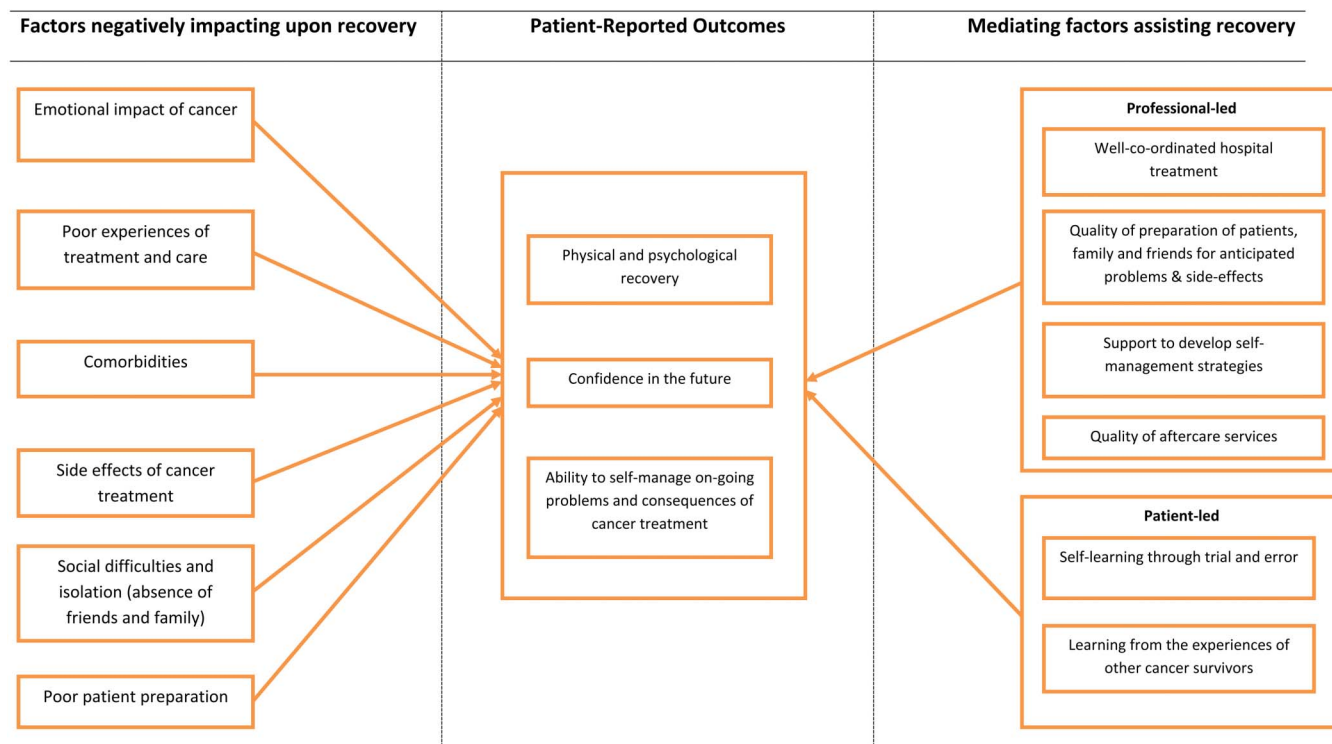 Factors negatively impacting upon recovery
Patient-Reported Outcomes
Mediating factors assisting recovery
Emotional impact of cancer
Poor experiences of
treatment and care
Comorbidities
Side effects of cancer
treatment
Social difficulties and
isolation (absence of
friends and family)
Poor patient preparation
Physical and psychological
recovery
Confidence in the future
Ability to self-manage on-going
problems and consequences of
cancer treatment
Professional-led
Well-co-ordinated hospital
treatment
Quality of preparation of patients,
family and friends for anticipated
problems & side-effects
Support to develop self-
management strategies
Quality of aftercare services
Patient-led
Self-learning through trial and error
Learning from the experiences of
other cancer survivors